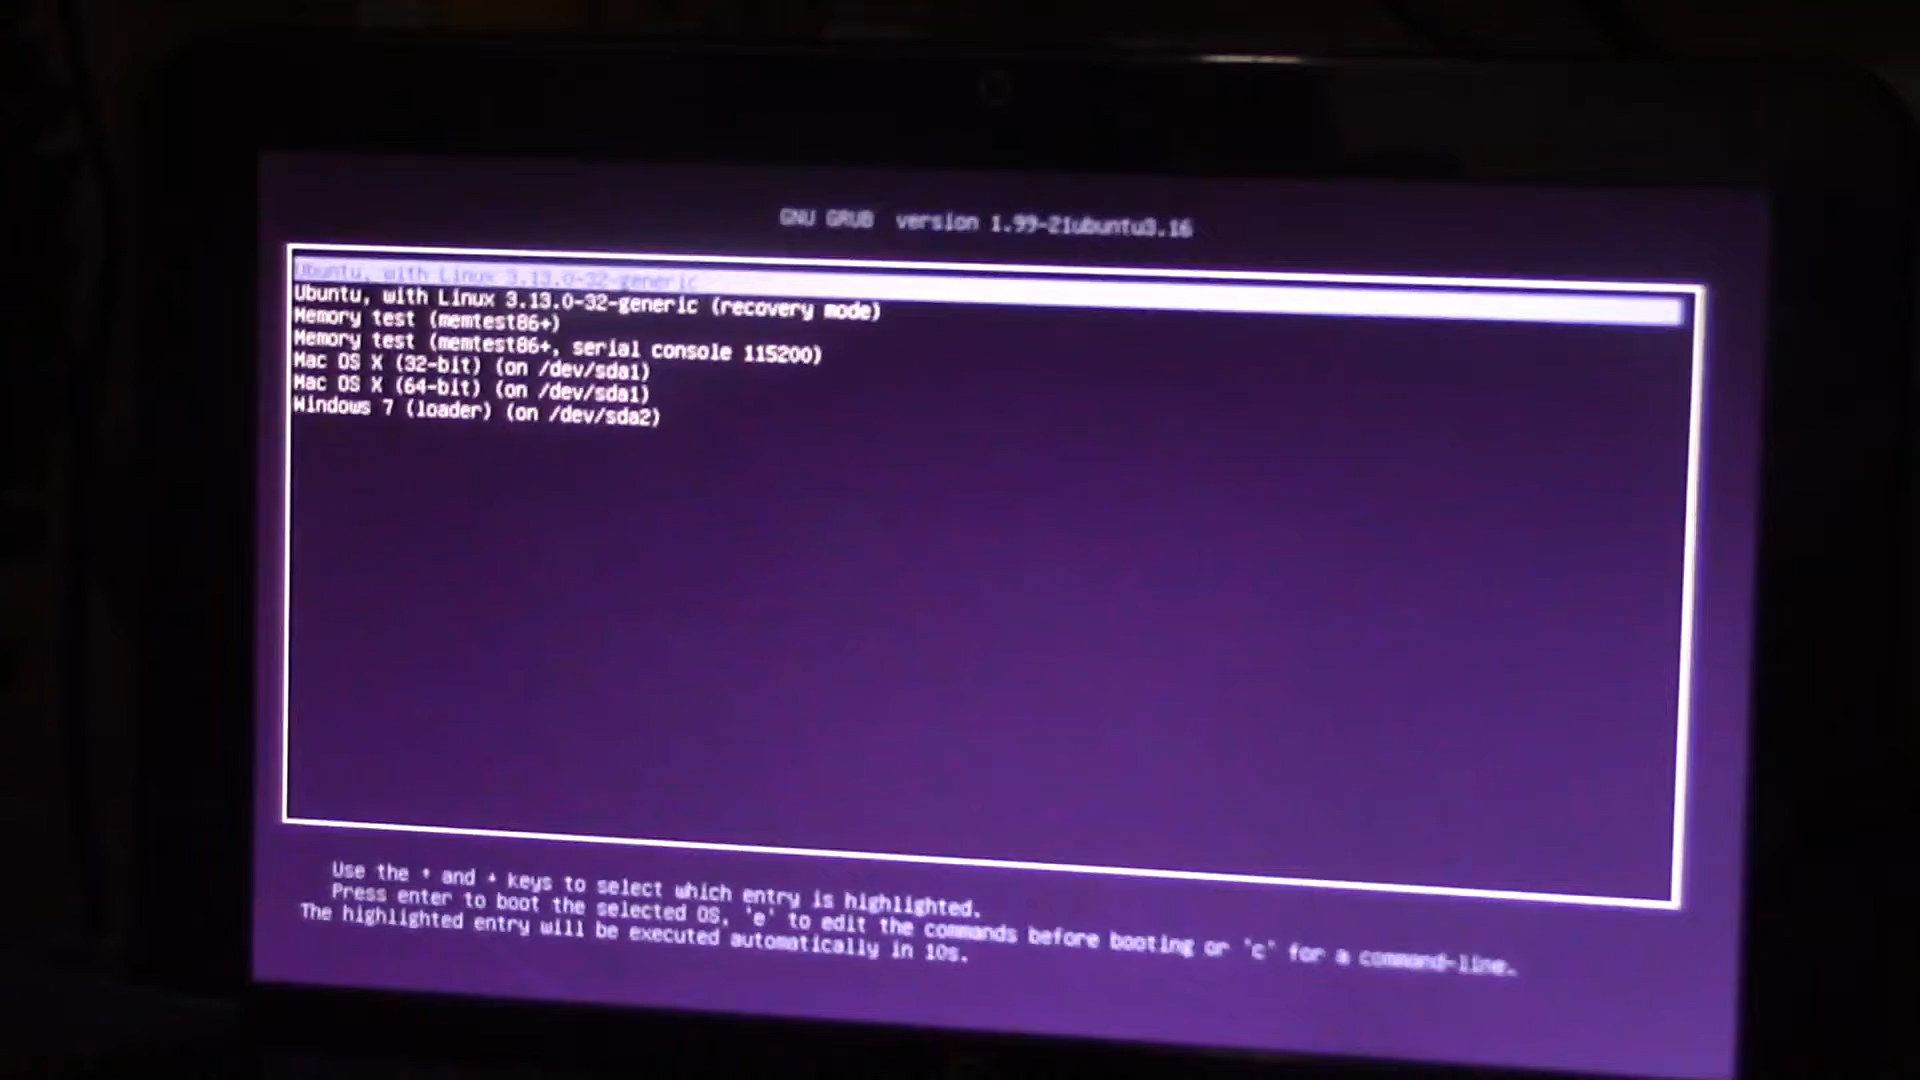 GNU GRUB  version 1.99-21ubuntu3.16
Ubuntu, with Linux 3.13.0-32-generic
Ubuntu, with Linux 3.13.0-32-generic (recovery mode)
Memory test (memtest86+)
Memory test (memtest86+, serial console 115200)
Mac OS X (32-bit) (on /dev/sda1)
Mac OS X (64-bit) (on /dev/sda1)
Windows 7 (loader) (on /dev/sda2)
Use the ↑ and ↓ keys to select which entry is highlighted.
Press enter to boot the selected OS, 'e' to edit the commands before booting or 'c' for a command-line.
The highlighted entry will be executed automatically in 10s.